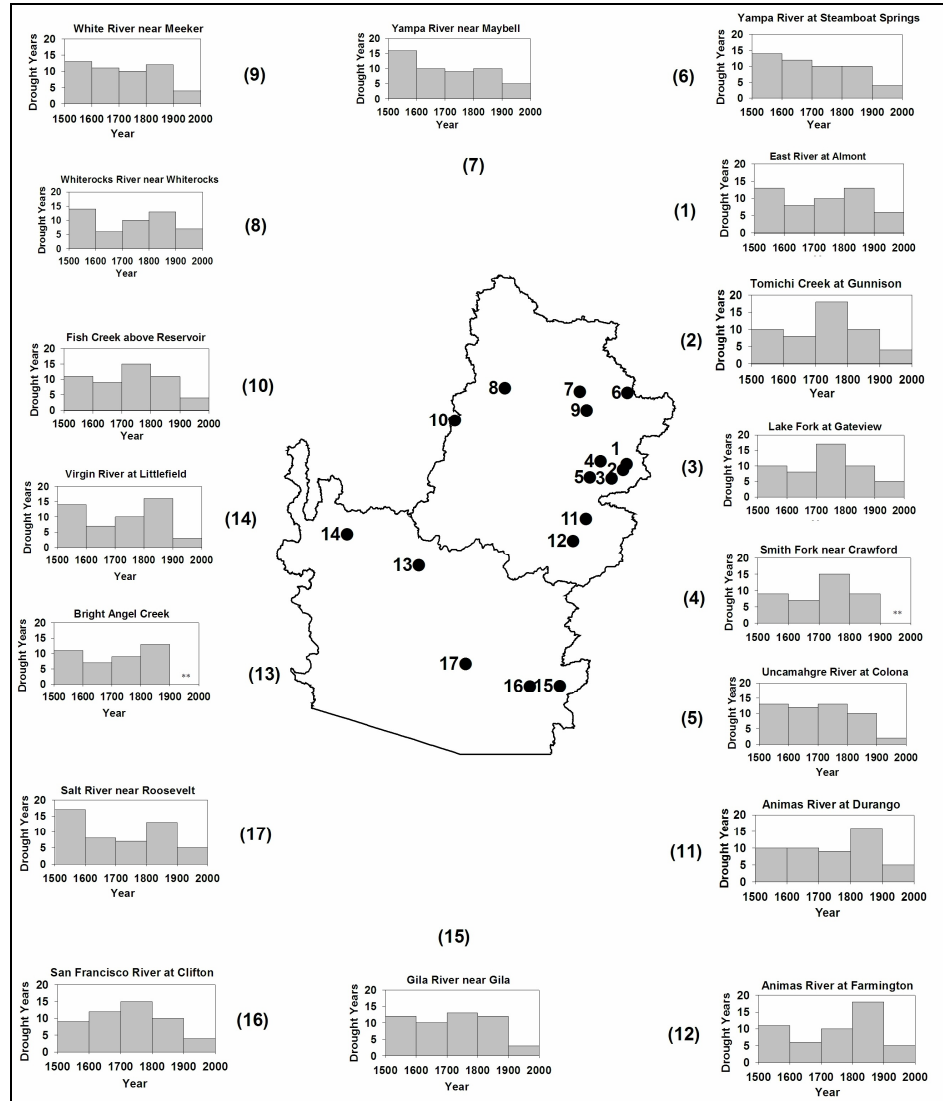 White River near Meeker
Drought Years
20
15
10
5
0
1500 1600 1700 1800 1900 2000
Year
(9)
Yampa River near Maybell
Drought Years
20
15
10
5
0
1500 1600 1700 1800 1900 2000
Year
(7)
Yampa River at Steamboat Springs
Drought Years
20
15
10
5
0
1500 1600 1700 1800 1900 2000
Year
(6)
Whiterocks River near Whiterocks
Drought Years
20
15
10
5
0
1500 1600 1700 1800 1900 2000
Year
(8)
East River at Almont
Drought Years
20
15
10
5
0
1500 1600 1700 1800 1900 2000
(1)
Fish Creek above Reservoir
Drought Years
20
15
10
5
0
1500 1600 1700 1800 1900 2000
Year
(10)
Tomichi Creek at Gunnison
Drought Years
20
15
10
5
0
1500 1600 1700 1800 1900 2000
Year
(2)
Virgin River at Littlefield
Drought Years
20
15
10
5
0
1500 1600 1700 1800 1900 2000
Year
(14)
Lake Fork at Gateview
Drought Years
20
15
10
5
0
1500 1600 1700 1800 1900 2000
(3)
Bright Angel Creek
Drought Years
20
15
10
5
0
**
1500 1600 1700 1800 1900 2000
Year
(13)
Smith Fork near Crawford
Drought Years
20
15
10
5
0
**
1500 1600 1700 1800 1900 2000
Year
(4)
Uncamahgre River at Colona
Drought Years
20
15
10
5
0
1500 1600 1700 1800 1900 2000
Year
(5)
8
7
6
9
10
1
4
2
5
3
11
12
14
13
17
16
15
Salt River near Roosevelt
Drought Years
20
15
10
5
0
1500 1600 1700 1800 1900 2000
Year
(17)
Animas River at Durango
Drought Years
20
15
10
5
0
1500 1600 1700 1800 1900 2000
Year
(11)
San Francisco River at Clifton
Drought Years
20
15
10
5
0
1500 1600 1700 1800 1900 2000
Year
(16)
(15)
Gila River near Gila
Drought Years
20
15
10
5
0
1500 1600 1700 1800 1900 2000
Year
Animas River at Farmington
Drought Years
20
15
10
5
0
1500 1600 1700 1800 1900 2000
Year
(12)